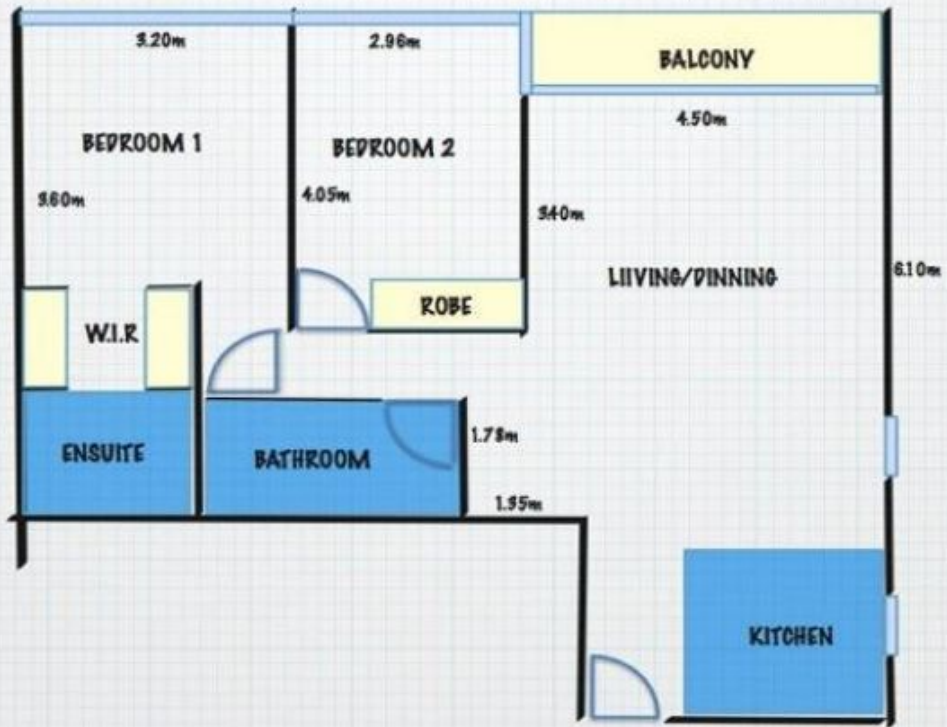 3.20m
2.96m
BALCONY
4.50m
BEDROOM 1
BEDROOM 2
3.60m
4.05m
3.40m
6.10m
LIIVING/DINNING
ROBE
W.I.R
ENSUITE
BATHROOM
1.78m
1.35m
KITCHEN